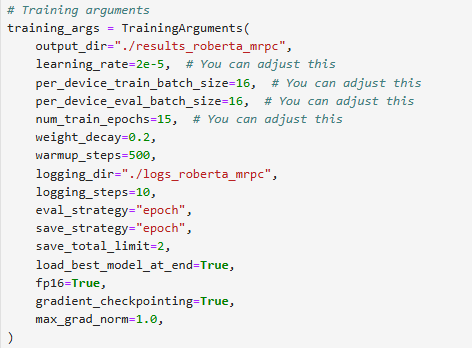 # Training arguments
training_args = TrainingArguments(
    output_dir="./results_roberta_mrpc",
    learning_rate=2e-5,  # You can adjust this
    per_device_train_batch_size=16,  # You can adjust this
    per_device_eval_batch_size=16,  # You can adjust this
    num_train_epochs=15,  # You can adjust this
    weight_decay=0.2,
    warmup_steps=500,
    logging_dir="./logs_roberta_mrpc",
    logging_steps=10,
    eval_strategy="epoch",
    save_strategy="epoch",
    save_total_limit=2,
    load_best_model_at_end=True,
    fp16=True,
    gradient_checkpointing=True,
    max_grad_norm=1.0,
)